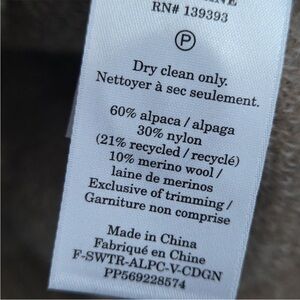 RN# 139393
P
Dry clean only.
Nettoyer à sec seulement.
60% alpaca / alpaga
30% nylon
(21% recycled / recyclé)
10% merino wool /
laine de merinos
Exclusive of trimming /
Garniture non comprise
Made in China
Fabriqué en Chine
F-SWTR-ALPC-V-CDGN
PP569228574